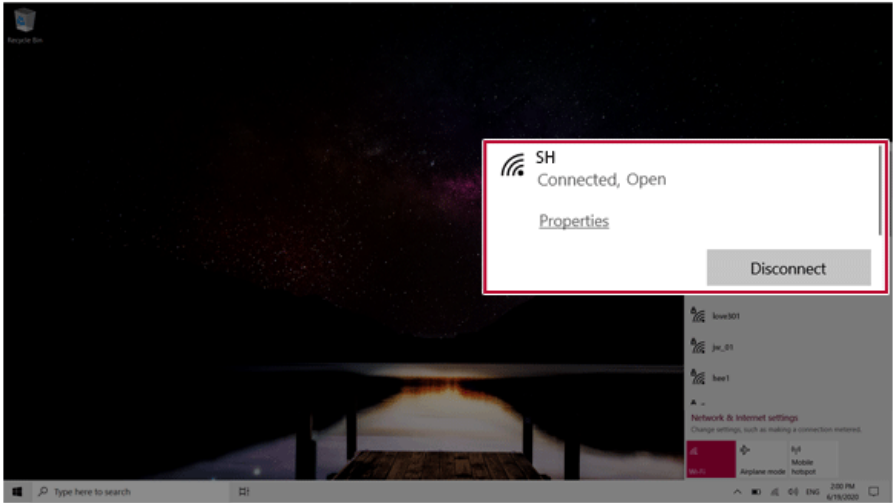 Recycle Bin
SH
Connected, Open
Properties
Disconnect
love301
jw_01
hee1
Network & Internet settings
Change settings, such as making a connection metered.
Wi-Fi
Airplane mode
Mobile
hotspot
Type here to search
ENG
2:00 PM
6/19/2020